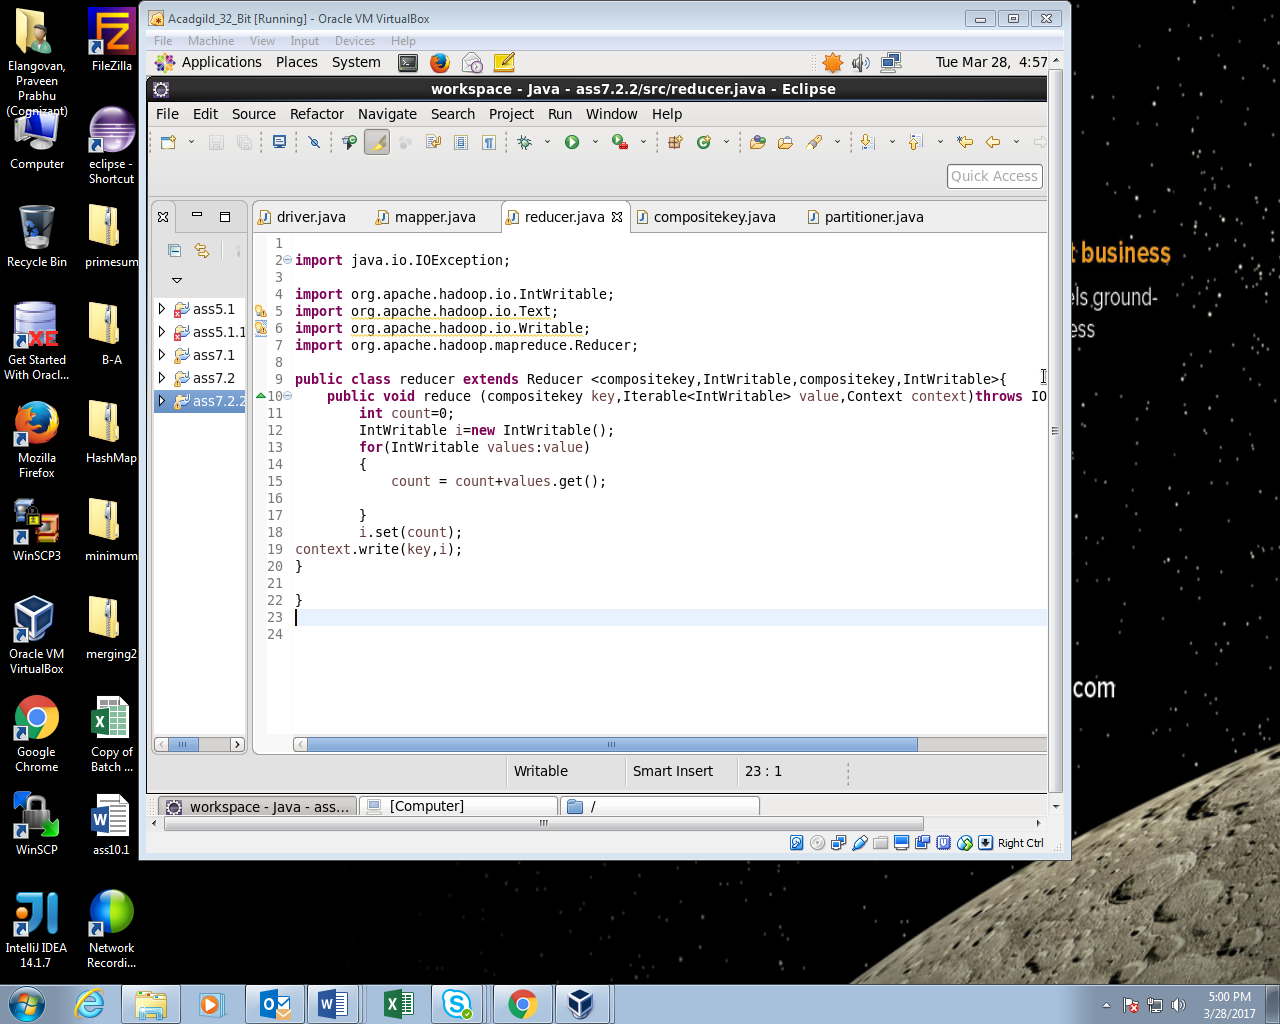 Acadgild_32_Bit [Running] - Oracle VM VirtualBox
File Machine View Input Devices Help
Applications Places System
Tue Mar 28, 4:57
workspace - Java - ass7.2.2/src/reducer.java - Eclipse
File Edit Source Refactor Navigate Search Project Run Window Help
Quick Access
driver.java mapper.java reducer.java compositekey.java partitioner.java
ass5.1
ass5.1.1
ass7.1
ass7.2
ass7.2.2
1
2 import java.io.IOException;
3
4 import org.apache.hadoop.io.IntWritable;
5 import org.apache.hadoop.io.Text;
6 import org.apache.hadoop.io.Writable;
7 import org.apache.hadoop.mapreduce.Reducer;
8
9 public class reducer extends Reducer <compositekey,IntWritable,compositekey,IntWritable>{
10 public void reduce (compositekey key,Iterable<IntWritable> value,Context context)throws IO
11 int count=0;
12 IntWritable i=new IntWritable();
13 for(IntWritable values:value)
14 {
15 count = count+values.get();
16
17 }
18 i.set(count);
19 context.write(key,i);
20 }
21
22 }
23
24
Writable Smart Insert 23 : 1
workspace - Java - ass... [Computer] /
Right Ctrl
Elangovan,
Praveen
Prabhu
(Cognizant)
FileZilla
Computer
eclipse -
Shortcut
Recycle Bin
primesum
Get Started
With Oracl...
B-A
Mozilla
Firefox
HashMap
WinSCP3
minimum
Oracle VM
VirtualBox
merging2
Google
Chrome
Copy of
Batch ...
WinSCP
ass10.1
IntelliJ IDEA
14.1.7
Network
Recordi...
t business
els,ground-
ess
com
5:00 PM
3/28/2017